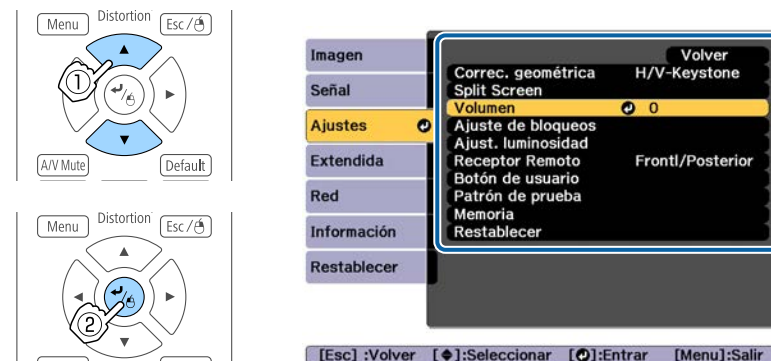 Menu Distortion Esc
1
A/V Mute Default
Menu Distortion Esc
2
Imagen
Señal
Ajustes
Extendida
Red
Información
Restablecer
Volver
Correc. geométrica H/V-Keystone
Split Screen
Volumen 0
Ajuste de bloqueos
Ajust. luminosidad
Receptor Remoto Frontl/Posterior
Botón de usuario
Patrón de prueba
Memoria
Restablecer
[Esc] :Volver [ ]:Seleccionar [ ]:Entrar [Menu]:Salir